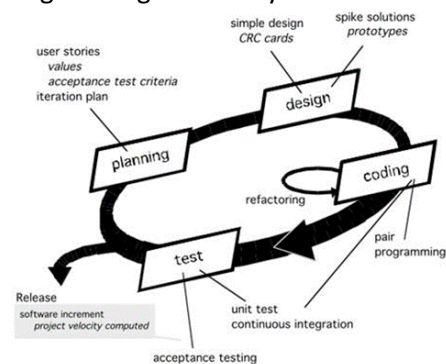 simple design
CRC cards
spike solutions
prototypes
user stories
values
acceptance test criteria
iteration plan
design
planning
coding
refactoring
test
pair
programming
Release
software increment
project velocity computed
unit test
continuous integration
acceptance testing